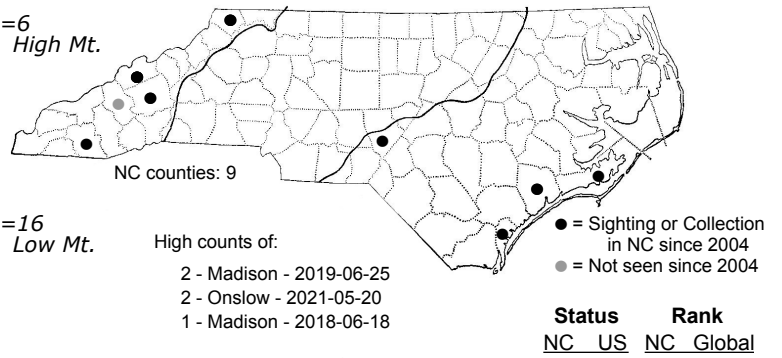 =6
High Mt.
NC counties: 9
=16
Low Mt.
High counts of:
2 - Madison - 2019-06-25
2 - Onslow - 2021-05-20
1 - Madison - 2018-06-18
● = Sighting or Collection
in NC since 2004
● = Not seen since 2004
Status Rank
NC US NC Global